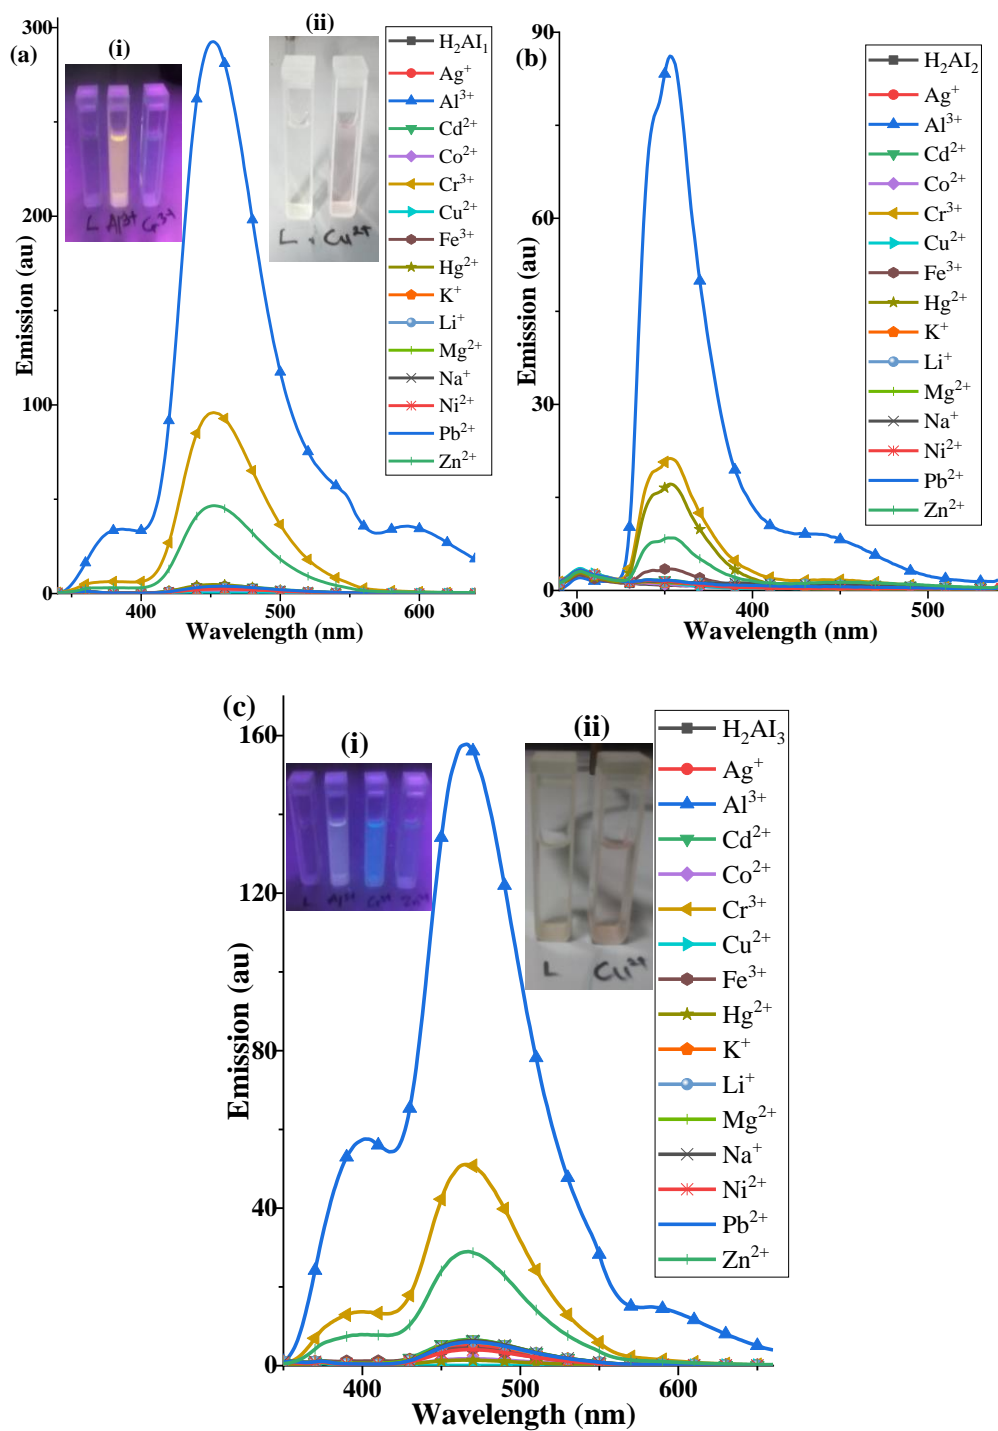 (a)
(i)
(ii)
L Al³⁺ Cr³⁺
L Cu²⁺
300
200
100
0
400
500
600
Emission (au)
Wavelength (nm)
H₂AI₁
Ag⁺
Al³⁺
Cd²⁺
Co²⁺
Cr³⁺
Cu²⁺
Fe³⁺
Hg²⁺
K⁺
Li⁺
Mg²⁺
Na⁺
Ni²⁺
Pb²⁺
Zn²⁺
(b)
90
60
30
0
300
400
500
Emission (au)
Wavelength (nm)
H₂AI₂
Ag⁺
Al³⁺
Cd²⁺
Co²⁺
Cr³⁺
Cu²⁺
Fe³⁺
Hg²⁺
K⁺
Li⁺
Mg²⁺
Na⁺
Ni²⁺
Pb²⁺
Zn²⁺
(c)
(i)
(ii)
L Al³⁺ Cr³⁺ Zn²⁺
L Cu²⁺
160
120
80
40
0
400
500
600
Emission (au)
Wavelength (nm)
H₂AI₃
Ag⁺
Al³⁺
Cd²⁺
Co²⁺
Cr³⁺
Cu²⁺
Fe³⁺
Hg²⁺
K⁺
Li⁺
Mg²⁺
Na⁺
Ni²⁺
Pb²⁺
Zn²⁺